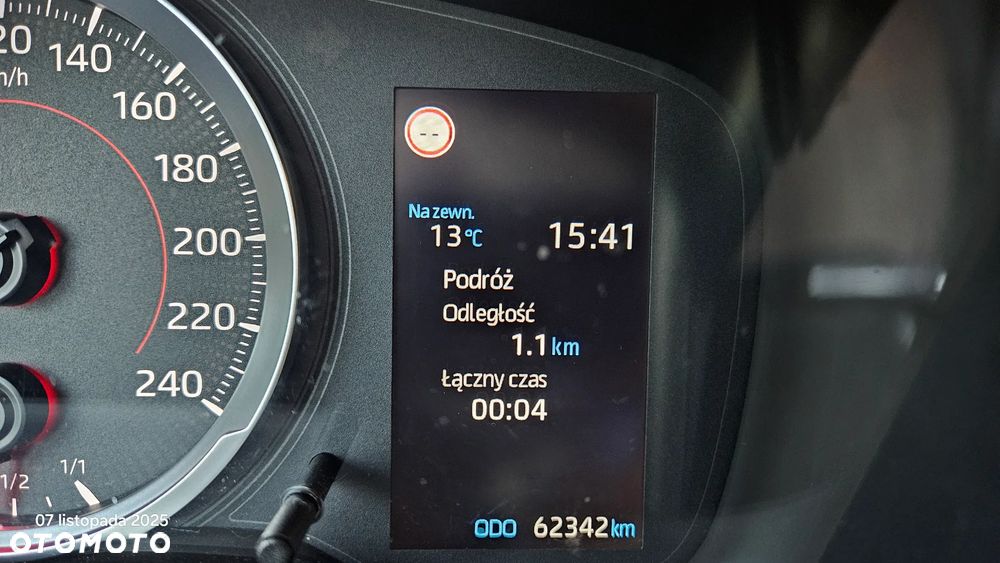 140
160
180
200
220
240
1/1
1/2
--
Na zewn.
13°C 15:41
Podróż
Odległość
1.1 km
Łączny czas
00:04
ODO 62342 km
07 listopada 2025
OTOMOTO